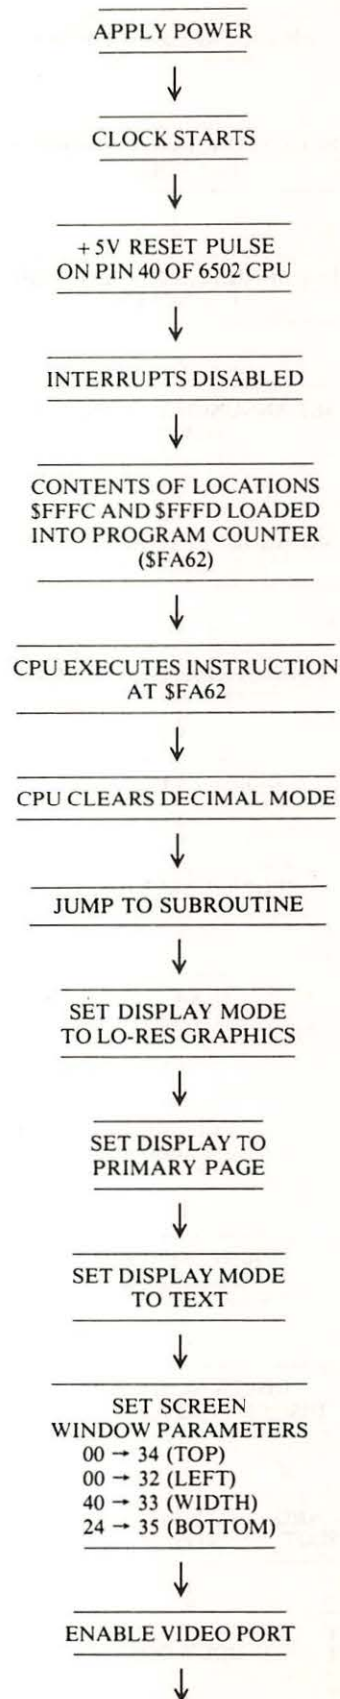 APPLY POWER
CLOCK STARTS
+5V RESET PULSE
ON PIN 40 OF 6502 CPU
INTERRUPTS DISABLED
CONTENTS OF LOCATIONS
$FFFC AND $FFFD LOADED
INTO PROGRAM COUNTER
($FA62)
CPU EXECUTES INSTRUCTION
AT $FA62
CPU CLEARS DECIMAL MODE
JUMP TO SUBROUTINE
SET DISPLAY MODE
TO LO-RES GRAPHICS
SET DISPLAY TO
PRIMARY PAGE
SET DISPLAY MODE
TO TEXT
SET SCREEN
WINDOW PARAMETERS
00 → 34 (TOP)
00 → 32 (LEFT)
40 → 33 (WIDTH)
24 → 35 (BOTTOM)
ENABLE VIDEO PORT